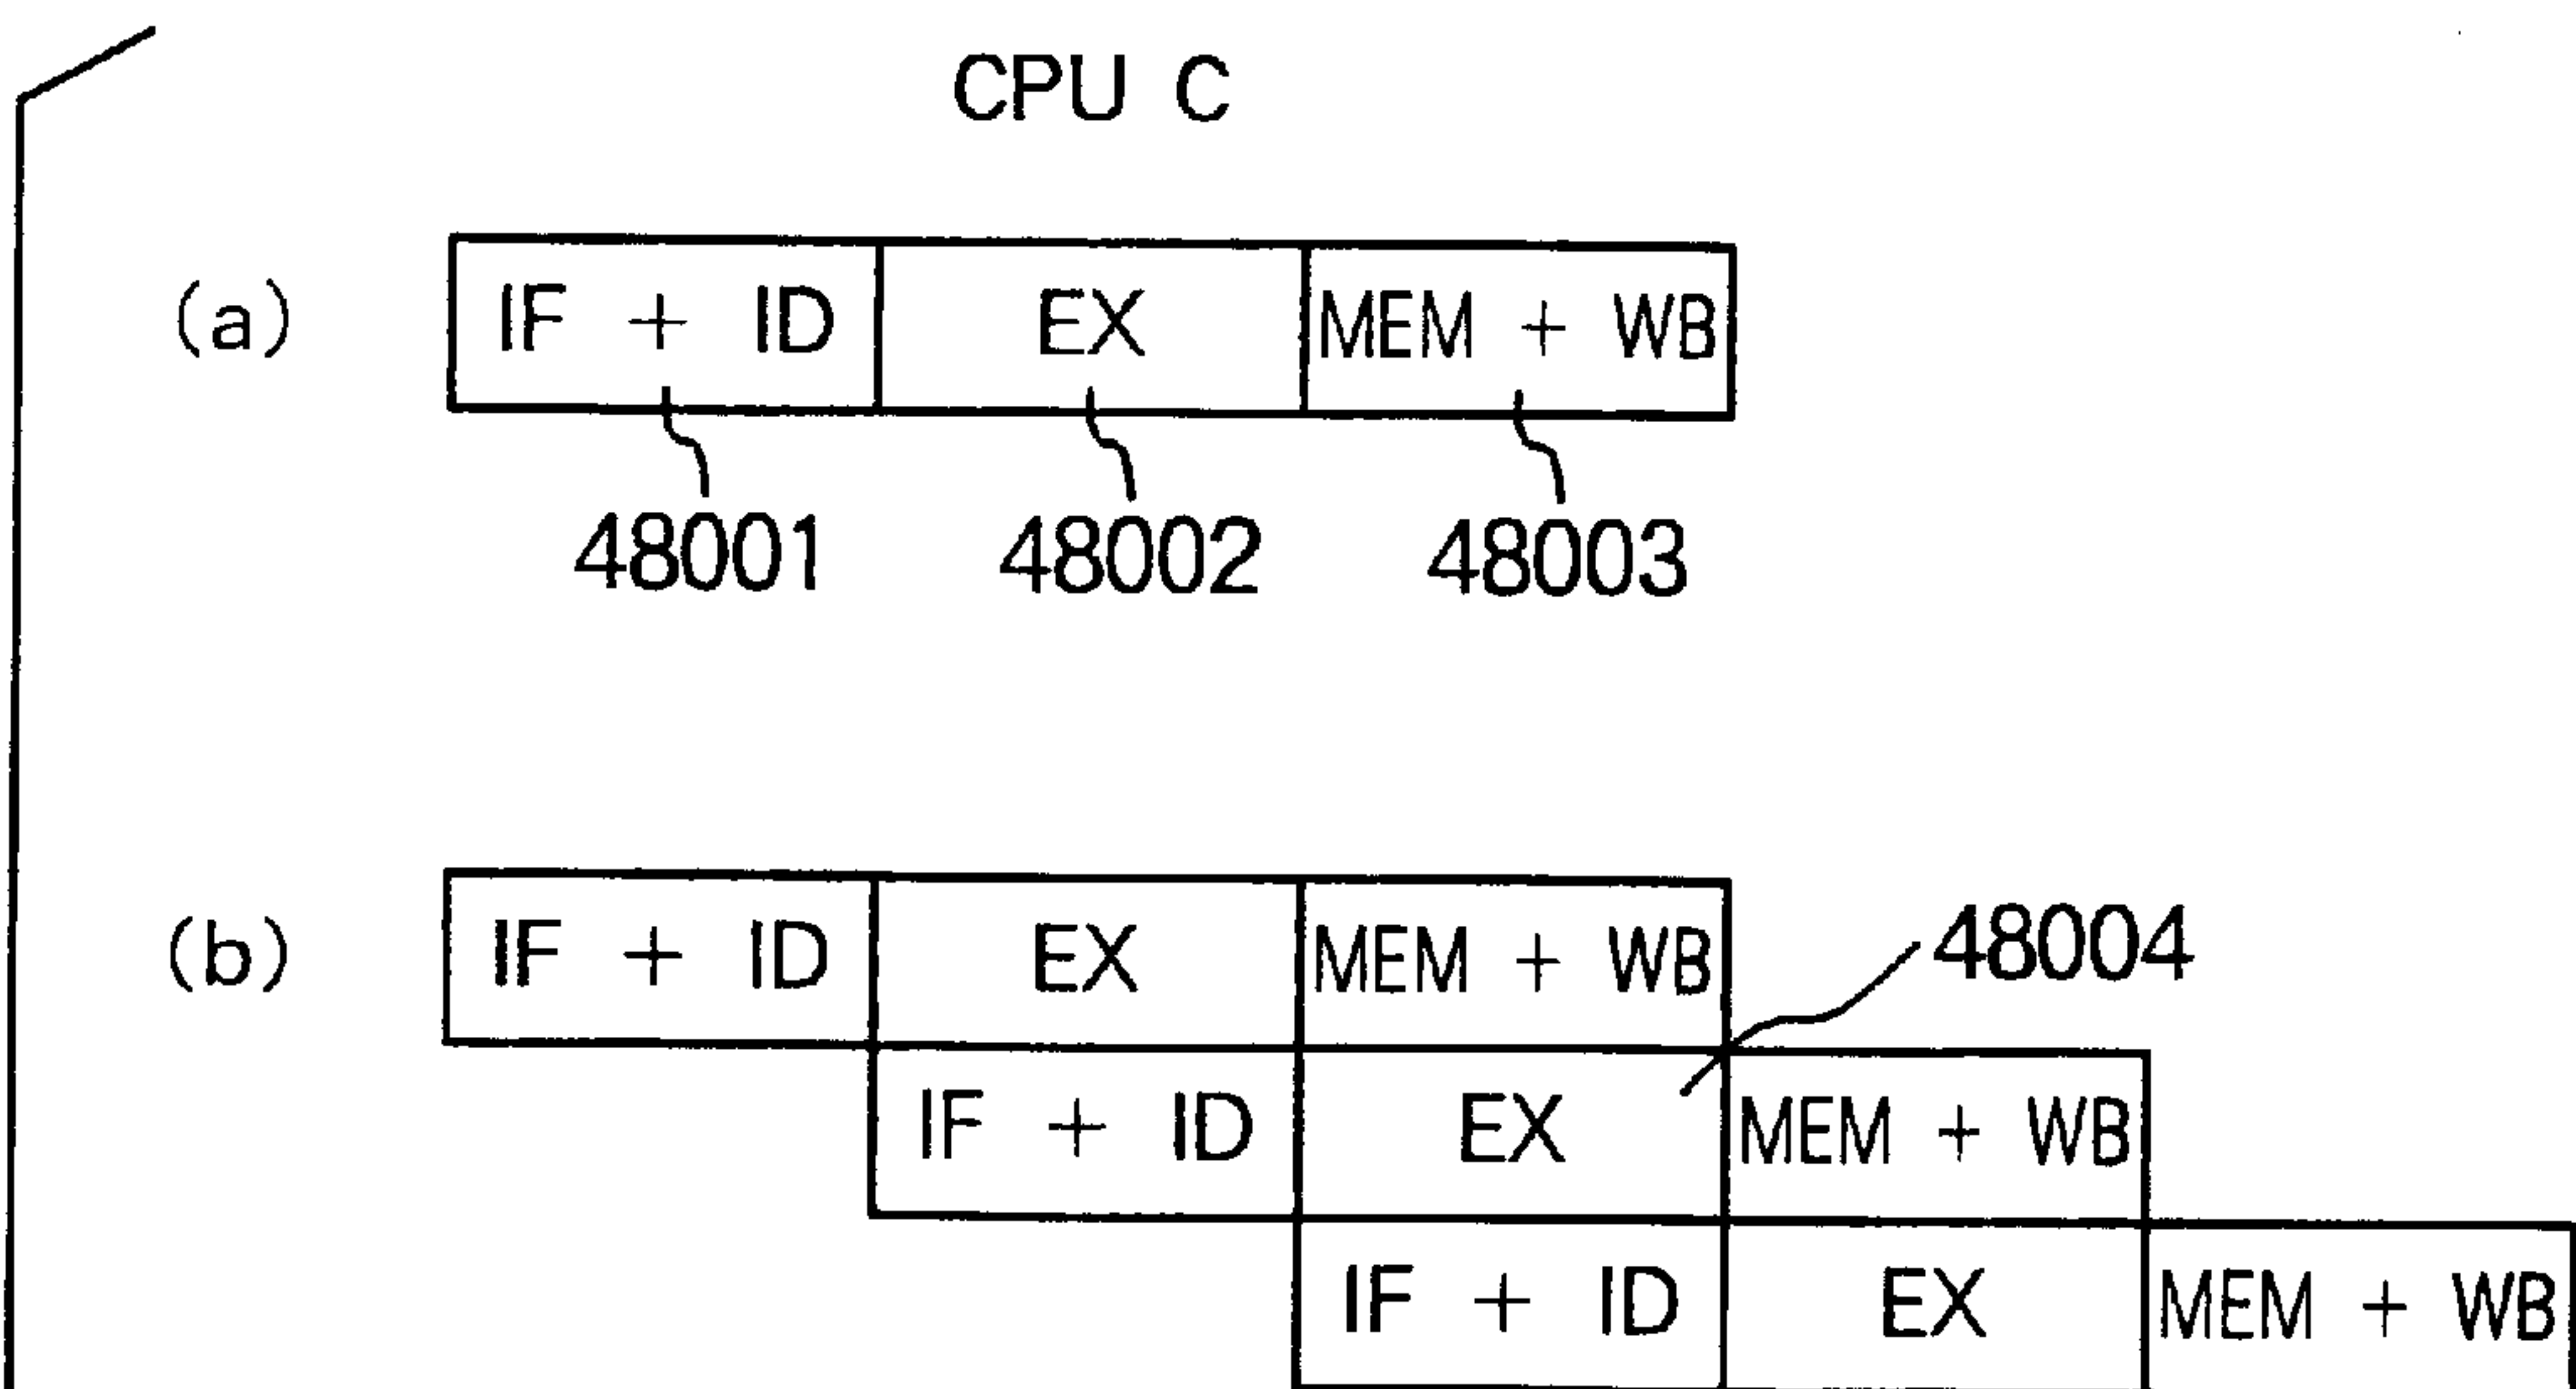 CPU C
(a) IF + ID EX MEM + WB
48001 48002 48003
(b) IF + ID EX MEM + WB 48004
IF + ID EX MEM + WB
IF + ID EX MEM + WB